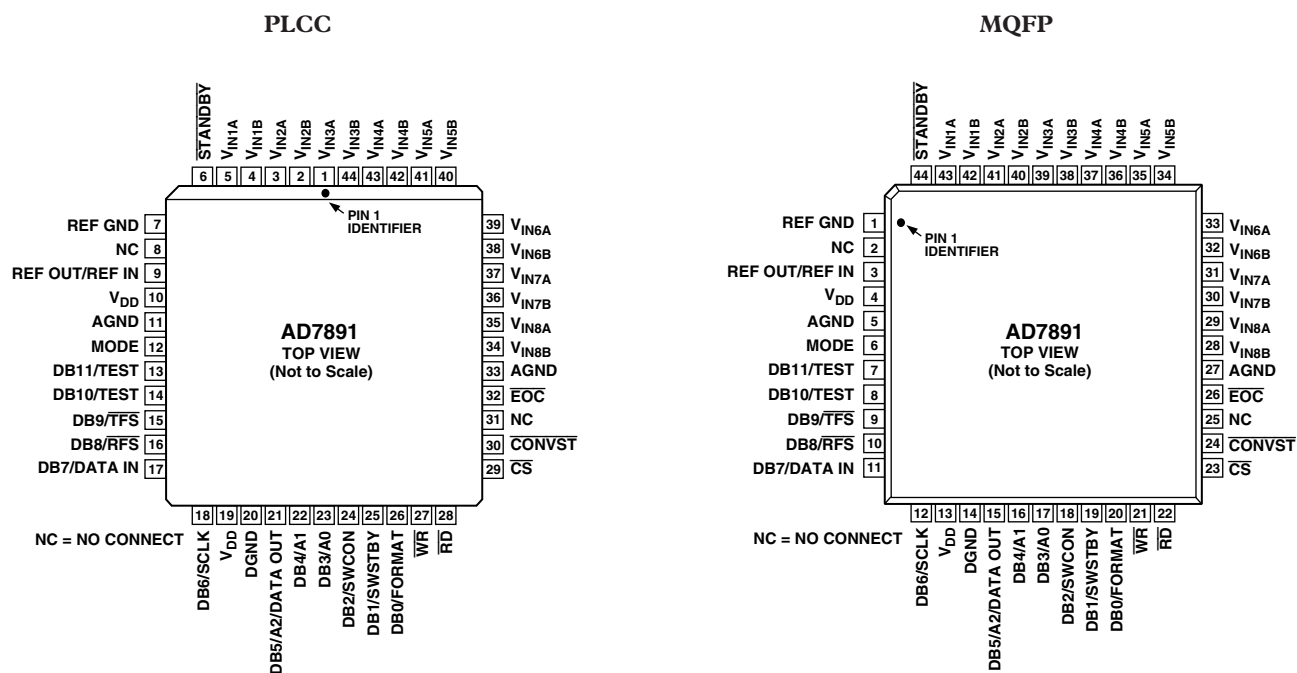 PLCC
STANDBY
VIN1A
VIN1B
VIN2A
VIN2B
VIN3A
VIN3B
VIN4A
VIN4B
VIN5A
VIN5B
6 5 4 3 2 1 44 43 42 41 40
PIN 1
IDENTIFIER
REF GND 7
NC 8
REF OUT/REF IN 9
VDD 10
AGND 11
MODE 12
DB11/TEST 13
DB10/TEST 14
DB9/TFS 15
DB8/RFS 16
DB7/DATA IN 17
AD7891
TOP VIEW
(Not to Scale)
39 VIN6A
38 VIN6B
37 VIN7A
36 VIN7B
35 VIN8A
34 VIN8B
33 AGND
32 EOC
31 NC
30 CONVST
29 CS
18 19 20 21 22 23 24 25 26 27 28
NC = NO CONNECT
DB6/SCLK
VDD
DGND
DB5/A2/DATA OUT
DB4/A1
DB3/A0
DB2/SWCON
DB1/SWSTBY
DB0/FORMAT
WR
RD
MQFP
STANDBY
VIN1A
VIN1B
VIN2A
VIN2B
VIN3A
VIN3B
VIN4A
VIN4B
VIN5A
VIN5B
44 43 42 41 40 39 38 37 36 35 34
PIN 1
IDENTIFIER
REF GND 1
NC 2
REF OUT/REF IN 3
VDD 4
AGND 5
MODE 6
DB11/TEST 7
DB10/TEST 8
DB9/TFS 9
DB8/RFS 10
DB7/DATA IN 11
AD7891
TOP VIEW
(Not to Scale)
33 VIN6A
32 VIN6B
31 VIN7A
30 VIN7B
29 VIN8A
28 VIN8B
27 AGND
26 EOC
25 NC
24 CONVST
23 CS
12 13 14 15 16 17 18 19 20 21 22
DB6/SCLK
VDD
DGND
DB5/A2/DATA OUT
DB4/A1
DB3/A0
DB2/SWCON
DB1/SWSTBY
DB0/FORMAT
WR
RD